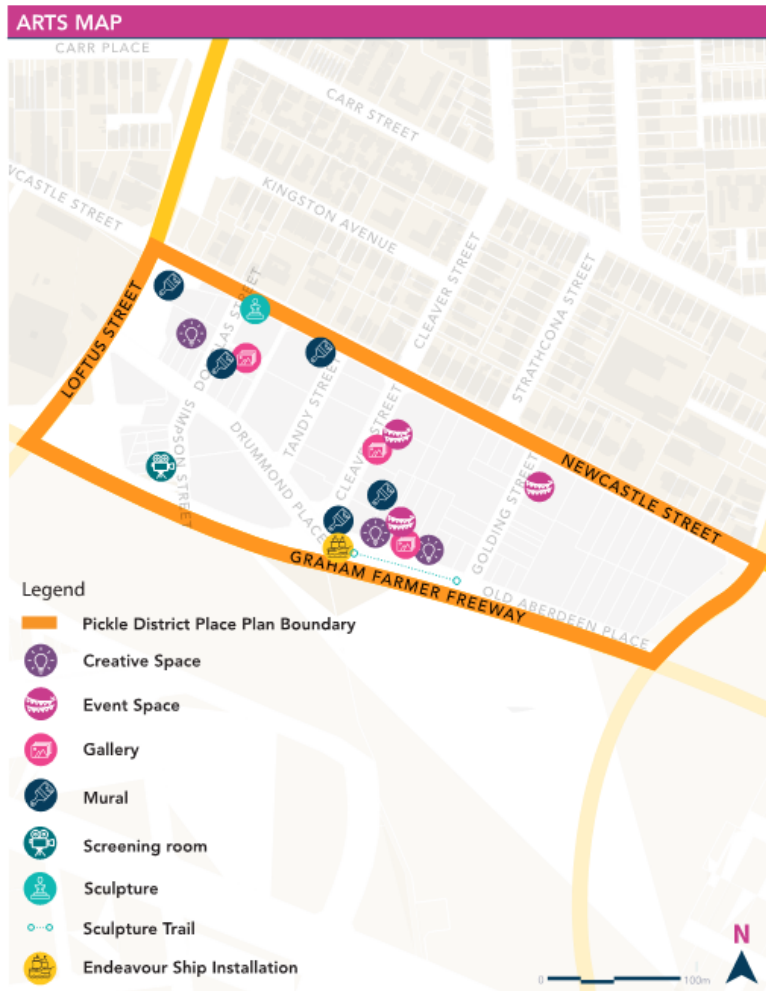 ARTS MAP
CARR PLACE
CARR STREET
WCASTLE STREET
KINGSTON AVENUE
CLEAVER STREET
STRATHCONA STREET
LOFTUS STREET
DOUGLAS STREET
SIMPSON STREET
TANDY STREET
DRUMMOND PLACE
CLEAVER STREET
GOLDING STREET
NEWCASTLE STREET
GRAHAM FARMER FREEWAY
OLD ABERDEEN PLACE
Legend
Pickle District Place Plan Boundary
Creative Space
Event Space
Gallery
Mural
Screening room
Sculpture
Sculpture Trail
Endeavour Ship Installation
N
0 100m